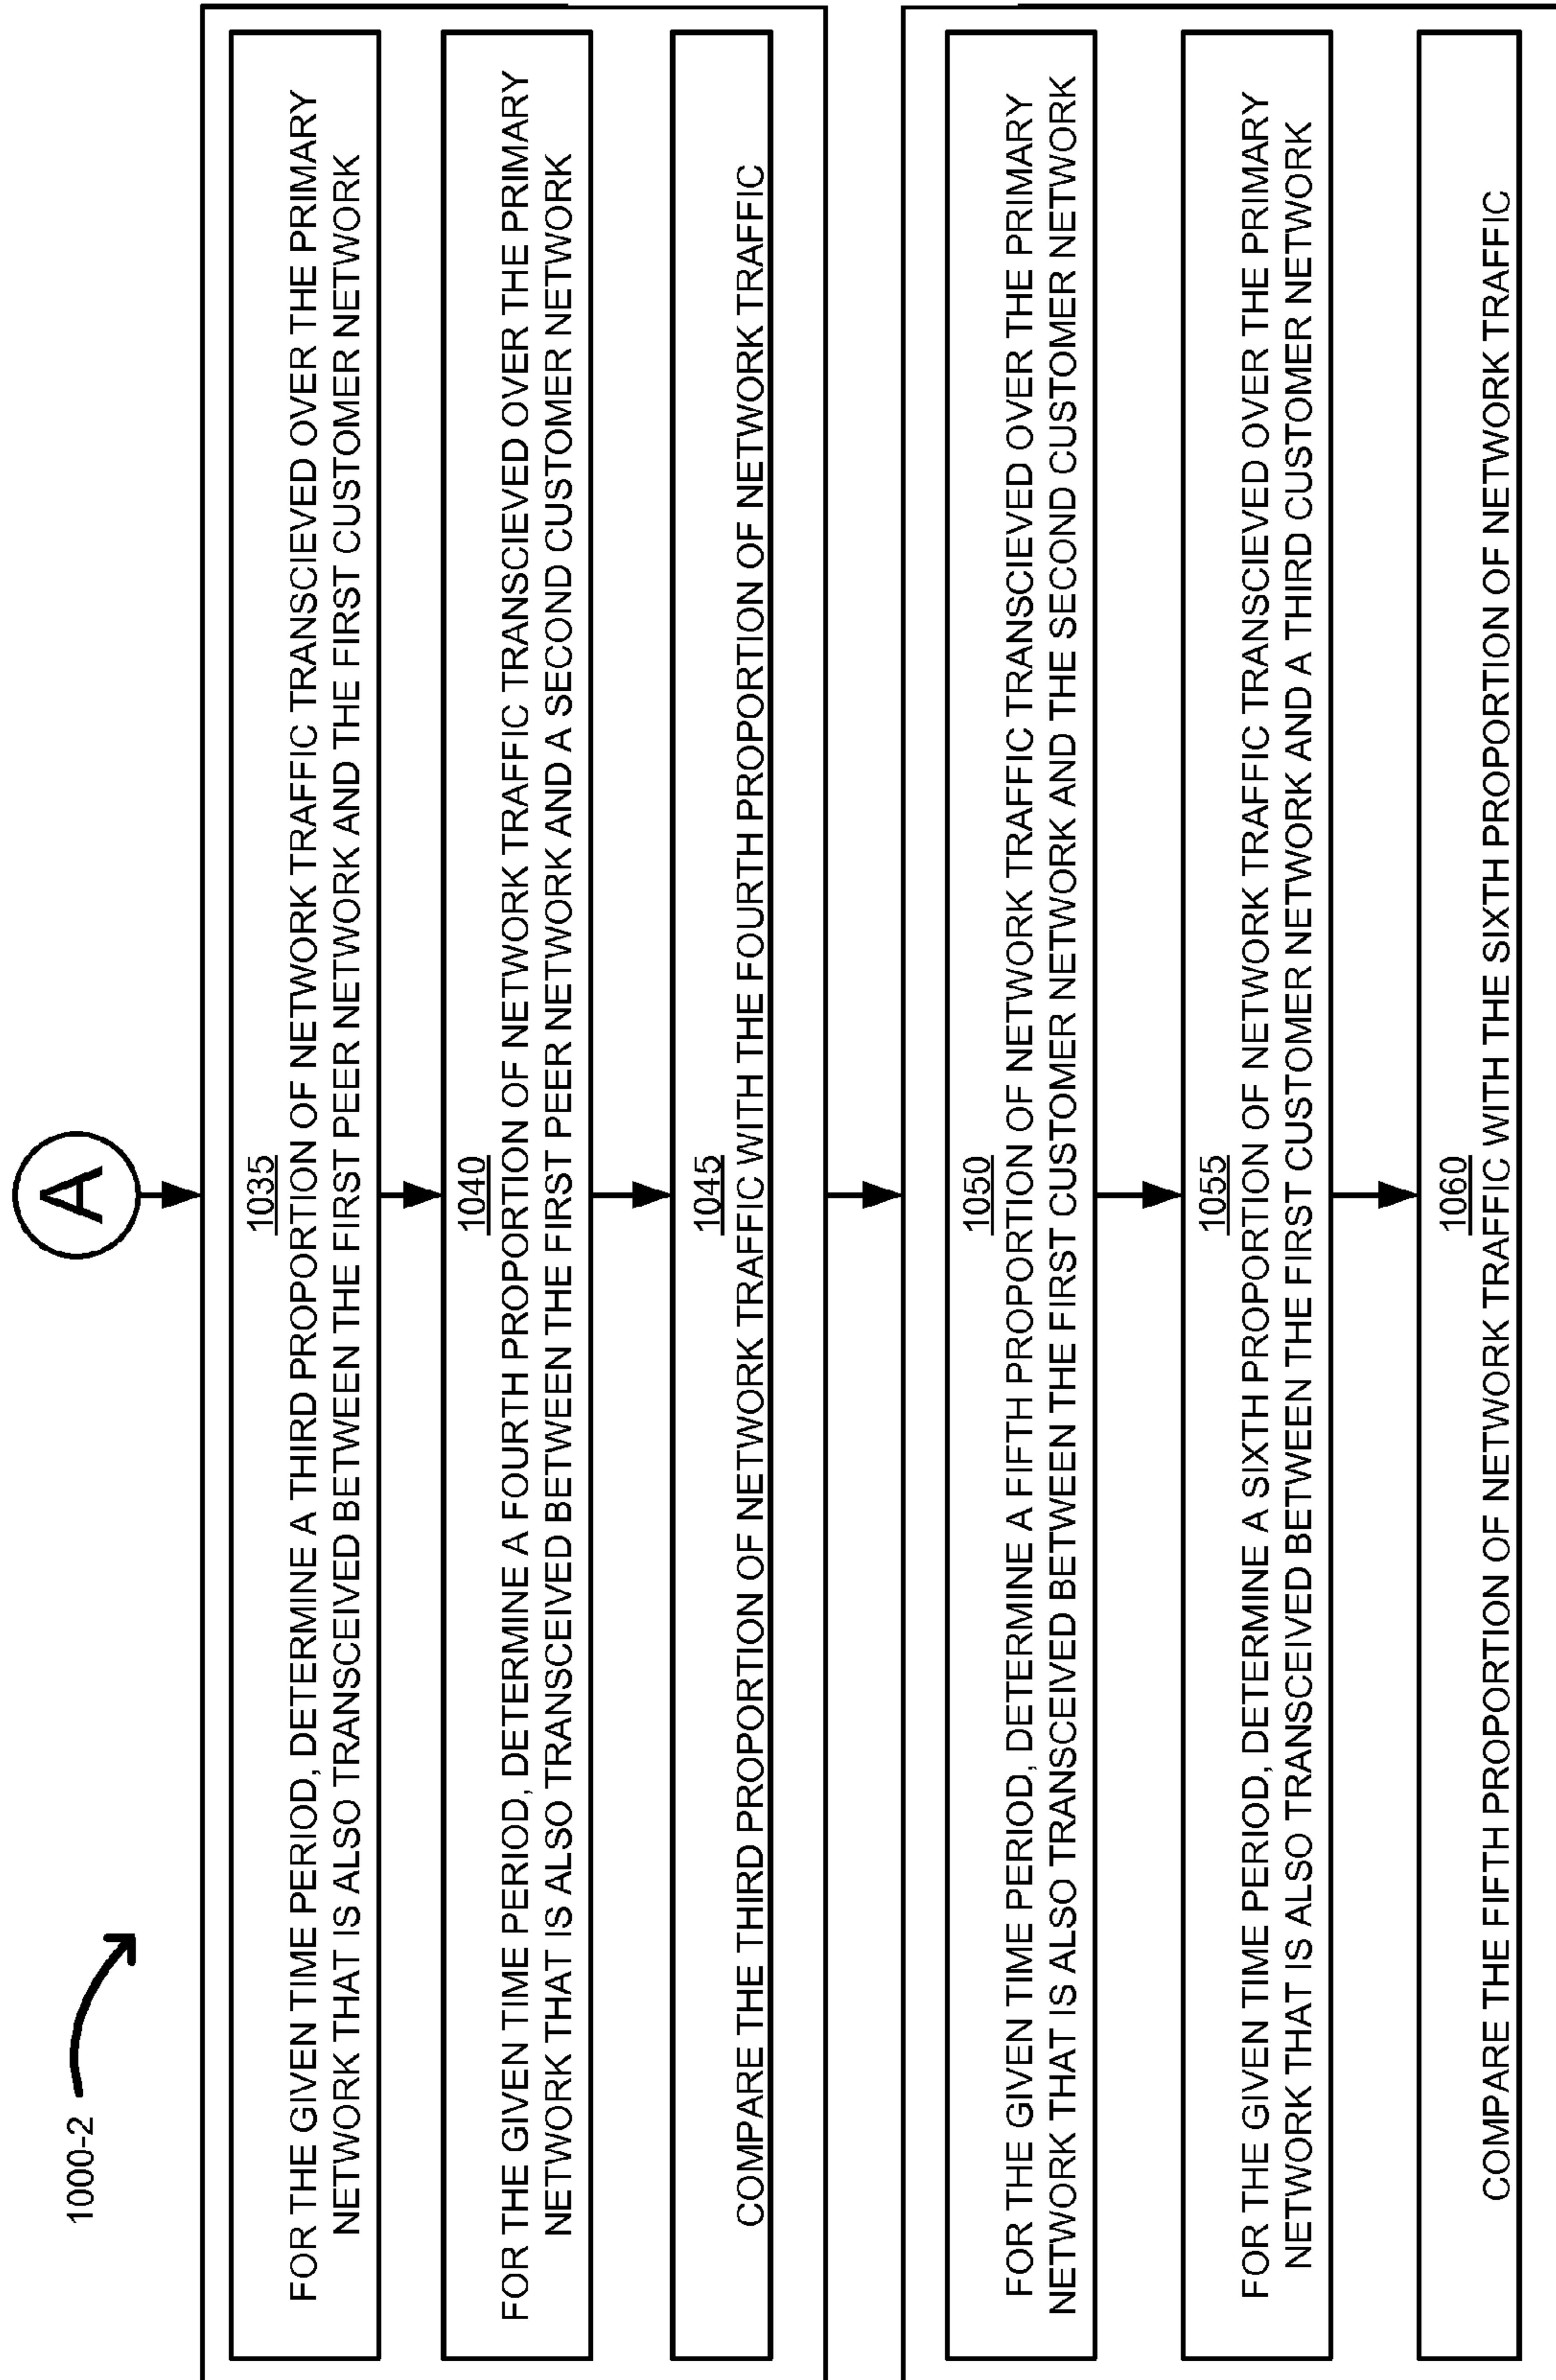 1000-2
A
1035
FOR THE GIVEN TIME PERIOD, DETERMINE A THIRD PROPORTION OF NETWORK TRAFFIC TRANSCIEVED OVER THE PRIMARY
NETWORK THAT IS ALSO TRANSCEIVED BETWEEN THE FIRST PEER NETWORK AND THE FIRST CUSTOMER NETWORK
1040
FOR THE GIVEN TIME PERIOD, DETERMINE A FOURTH PROPORTION OF NETWORK TRAFFIC TRANSCIEVED OVER THE PRIMARY
NETWORK THAT IS ALSO TRANSCEIVED BETWEEN THE FIRST PEER NETWORK AND A SECOND CUSTOMER NETWORK
1045
COMPARE THE THIRD PROPORTION OF NETWORK TRAFFIC WITH THE FOURTH PROPORTION OF NETWORK TRAFFIC
1050
FOR THE GIVEN TIME PERIOD, DETERMINE A FIFTH PROPORTION OF NETWORK TRAFFIC TRANSCIEVED OVER THE PRIMARY
NETWORK THAT IS ALSO TRANSCEIVED BETWEEN THE FIRST CUSTOMER NETWORK AND THE SECOND CUSTOMER NETWORK
1055
FOR THE GIVEN TIME PERIOD, DETERMINE A SIXTH PROPORTION OF NETWORK TRAFFIC TRANSCIEVED OVER THE PRIMARY
NETWORK THAT IS ALSO TRANSCEIVED BETWEEN THE FIRST CUSTOMER NETWORK AND A THIRD CUSTOMER NETWORK
1060
COMPARE THE FIFTH PROPORTION OF NETWORK TRAFFIC WITH THE SIXTH PROPORTION OF NETWORK TRAFFIC